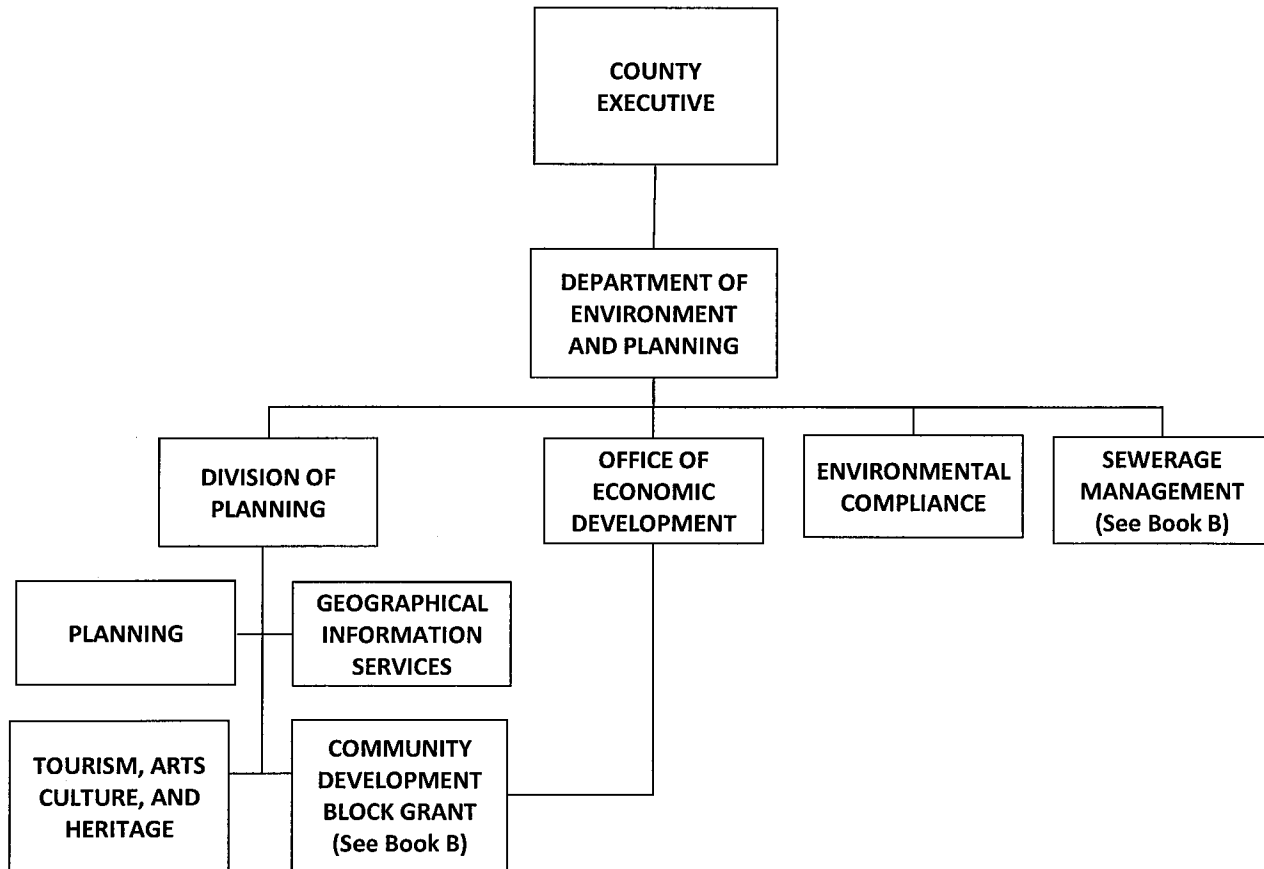 COUNTY
EXECUTIVE
DEPARTMENT OF
ENVIRONMENT
AND PLANNING
DIVISION OF
PLANNING
OFFICE OF
ECONOMIC
DEVELOPMENT
ENVIRONMENTAL
COMPLIANCE
SEWERAGE
MANAGEMENT
(See Book B)
PLANNING
GEOGRAPHICAL
INFORMATION
SERVICES
TOURISM, ARTS
CULTURE, AND
HERITAGE
COMMUNITY
DEVELOPMENT
BLOCK GRANT
(See Book B)